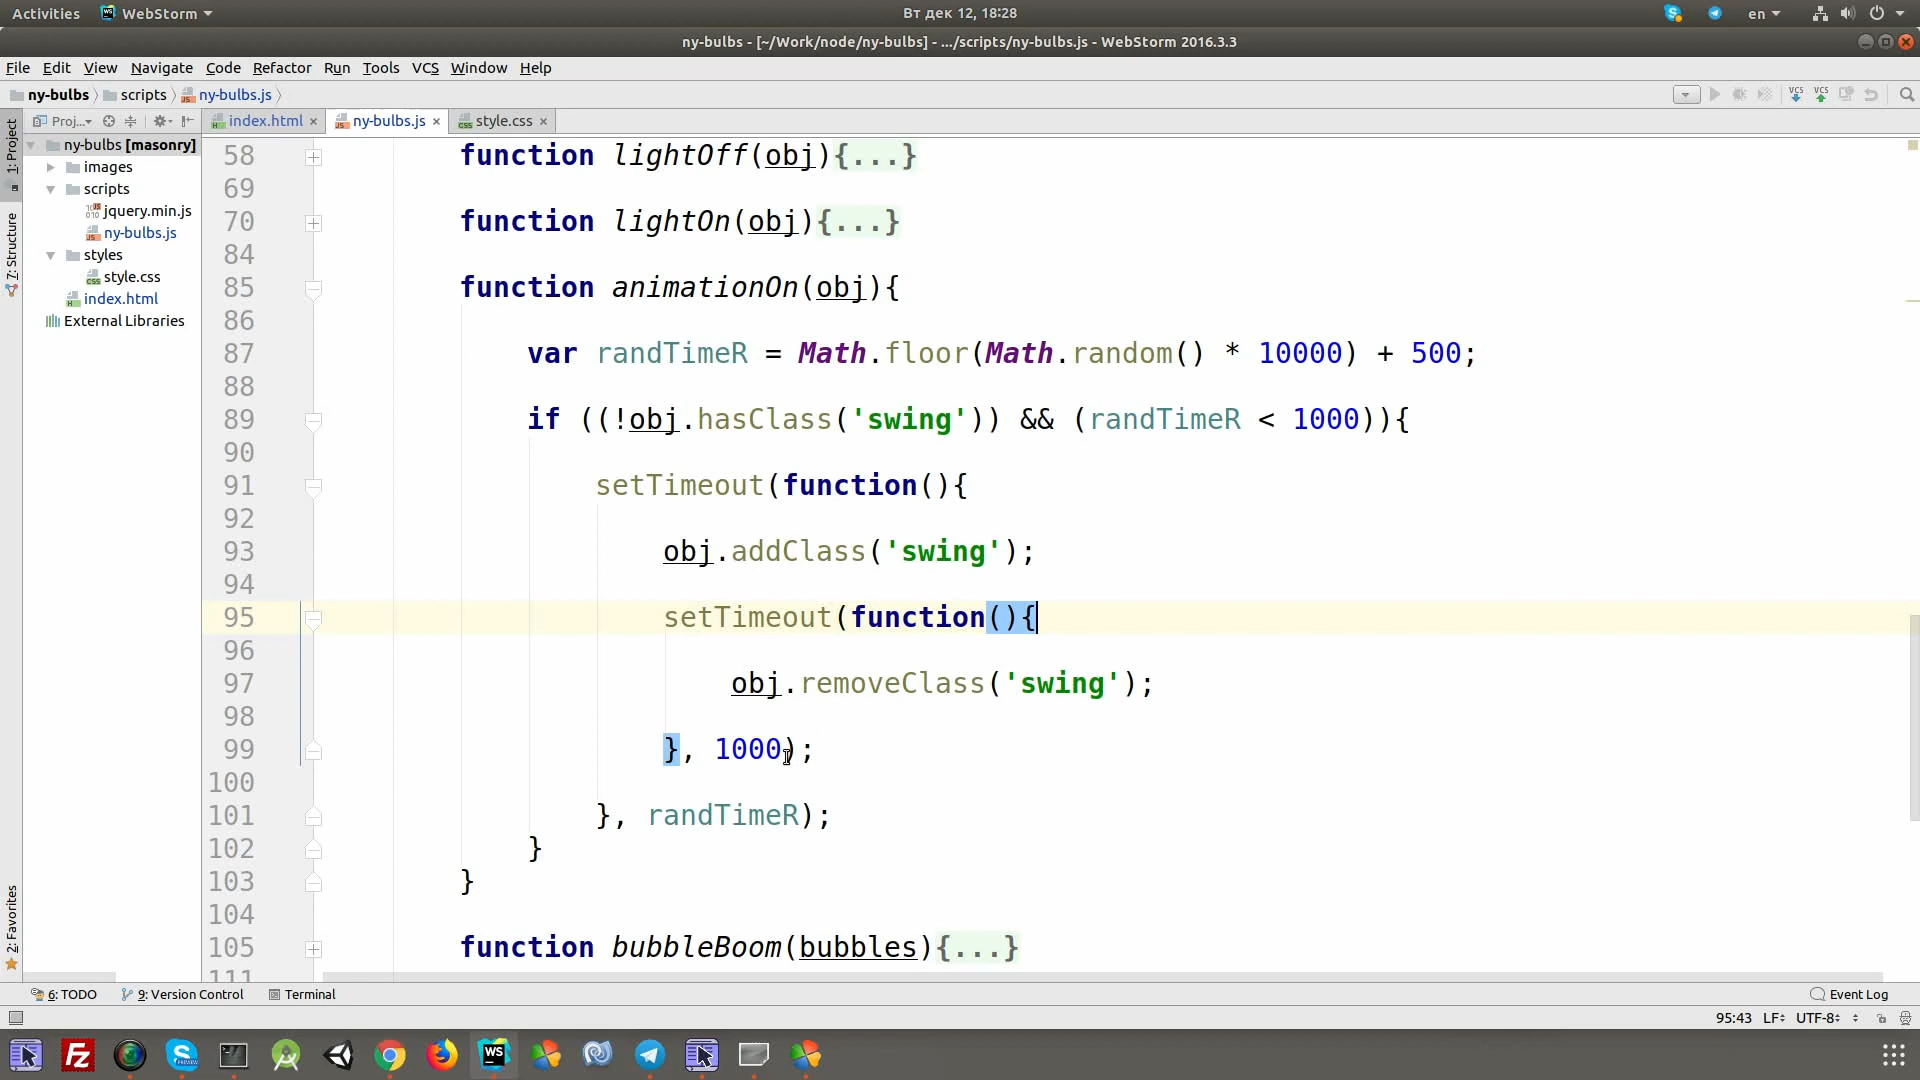 Activities WebStorm Вт дек 12, 18:28 en
ny-bulbs - [~/Work/node/ny-bulbs] - .../scripts/ny-bulbs.js - WebStorm 2016.3.3
File Edit View Navigate Code Refactor Run Tools VCS Window Help
ny-bulbs scripts ny-bulbs.js VCS VCS
1: Project
7: Structure
2: Favorites
Proj... index.html ny-bulbs.js style.css
ny-bulbs [masonry]
images
scripts
jquery.min.js
ny-bulbs.js
styles
style.css
index.html
External Libraries
58 function lightOff(obj){...}
69
70 function lightOn(obj){...}
84
85 function animationOn(obj){
86
87 var randTimeR = Math.floor(Math.random() * 10000) + 500;
88
89 if ((!obj.hasClass('swing')) && (randTimeR < 1000)){
90
91 setTimeout(function(){
92
93 obj.addClass('swing');
94
95 setTimeout(function(){
96
97 obj.removeClass('swing');
98
99 }, 1000);
100
101 }, randTimeR);
102 }
103 }
104
105 function bubbleBoom(bubbles){...}
111
6: TODO 9: Version Control Terminal Event Log
95:43 LF÷ UTF-8÷